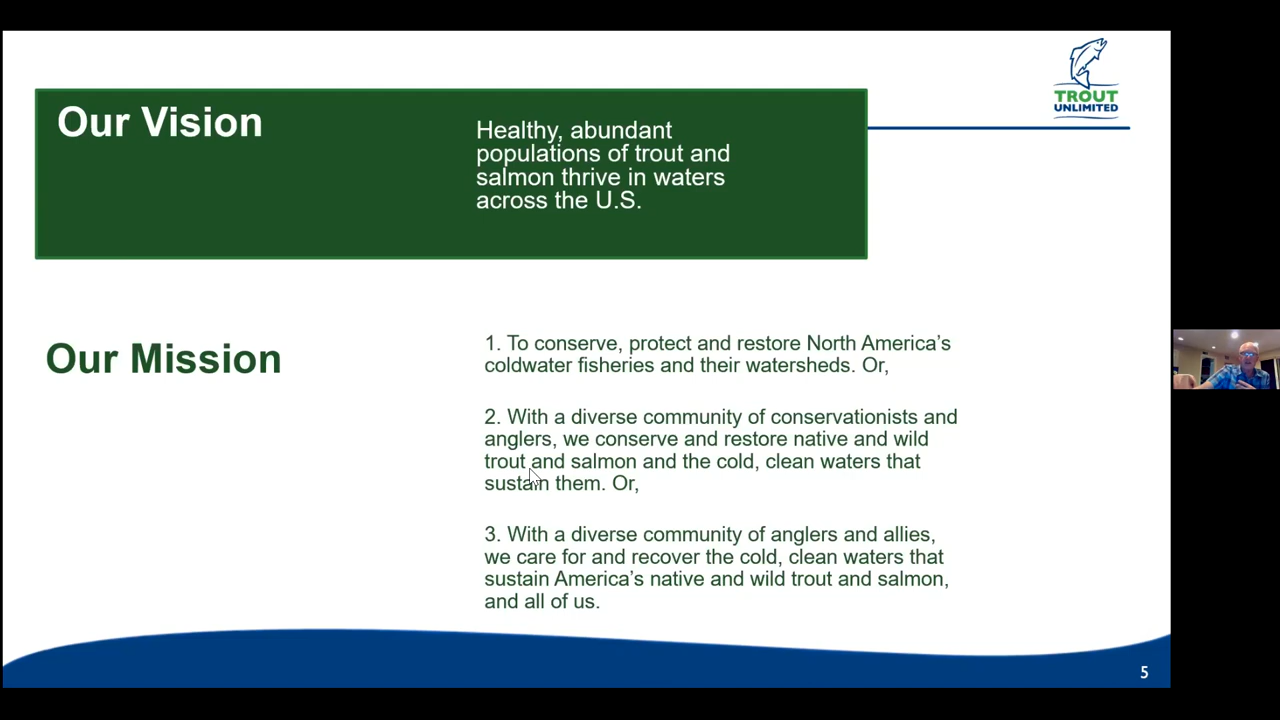 TROUT
UNLIMITED
Our Vision
Healthy, abundant
populations of trout and
salmon thrive in waters
across the U.S.
Our Mission
1. To conserve, protect and restore North America’s
coldwater fisheries and their watersheds. Or,
2. With a diverse community of conservationists and
anglers, we conserve and restore native and wild
trout and salmon and the cold, clean waters that
sustain them. Or,
3. With a diverse community of anglers and allies,
we care for and recover the cold, clean waters that
sustain America’s native and wild trout and salmon,
and all of us.
5